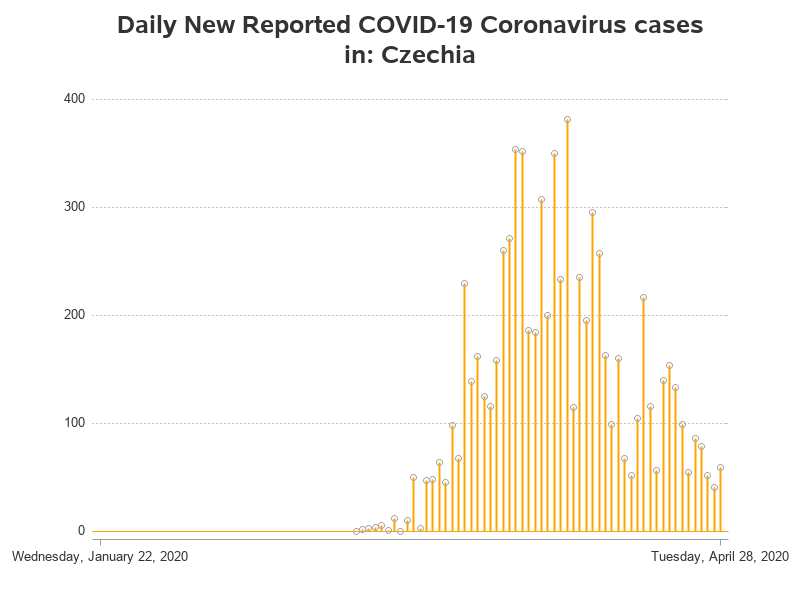 Daily New Reported COVID-19 Coronavirus cases
in: Czechia
400
300
200
100
0
Wednesday, January 22, 2020
Tuesday, April 28, 2020